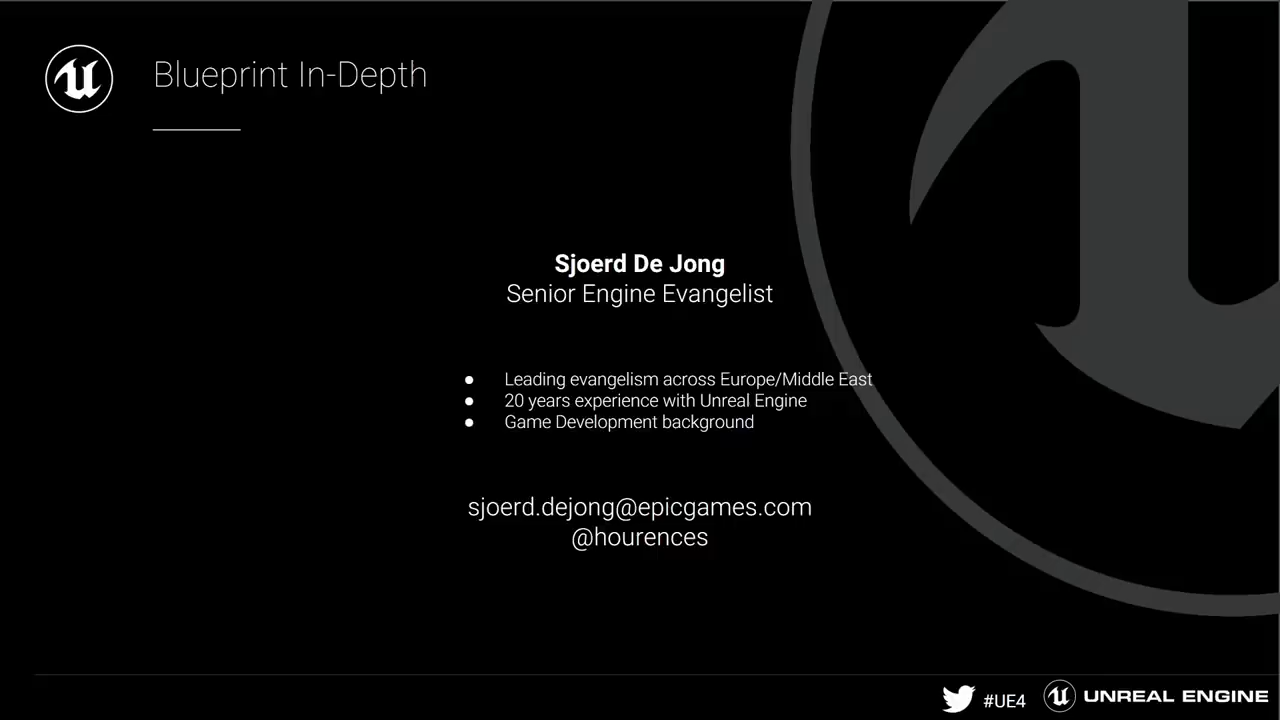 Blueprint In-Depth
Sjoerd De Jong
Senior Engine Evangelist
● Leading evangelism across Europe/Middle East
● 20 years experience with Unreal Engine
● Game Development background
sjoerd.dejong@epicgames.com
@hourences
#UE4 UNREAL ENGINE